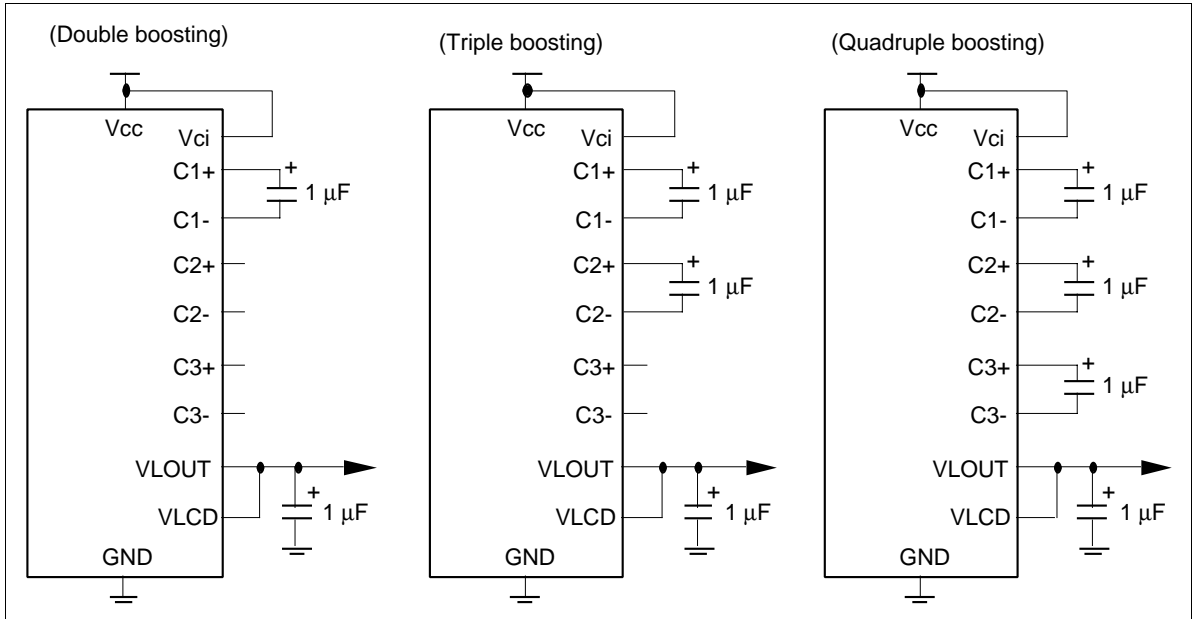 (Double boosting)
Vcc
Vci
C1+
+
1 μF
C1-
C2+
C2-
C3+
C3-
VLOUT
+
1 μF
VLCD
GND
(Triple boosting)
Vcc
Vci
C1+
+
1 μF
C1-
C2+
+
1 μF
C2-
C3+
C3-
VLOUT
+
1 μF
VLCD
GND
(Quadruple boosting)
Vcc
Vci
C1+
+
1 μF
C1-
C2+
+
1 μF
C2-
C3+
+
1 μF
C3-
VLOUT
+
1 μF
VLCD
GND